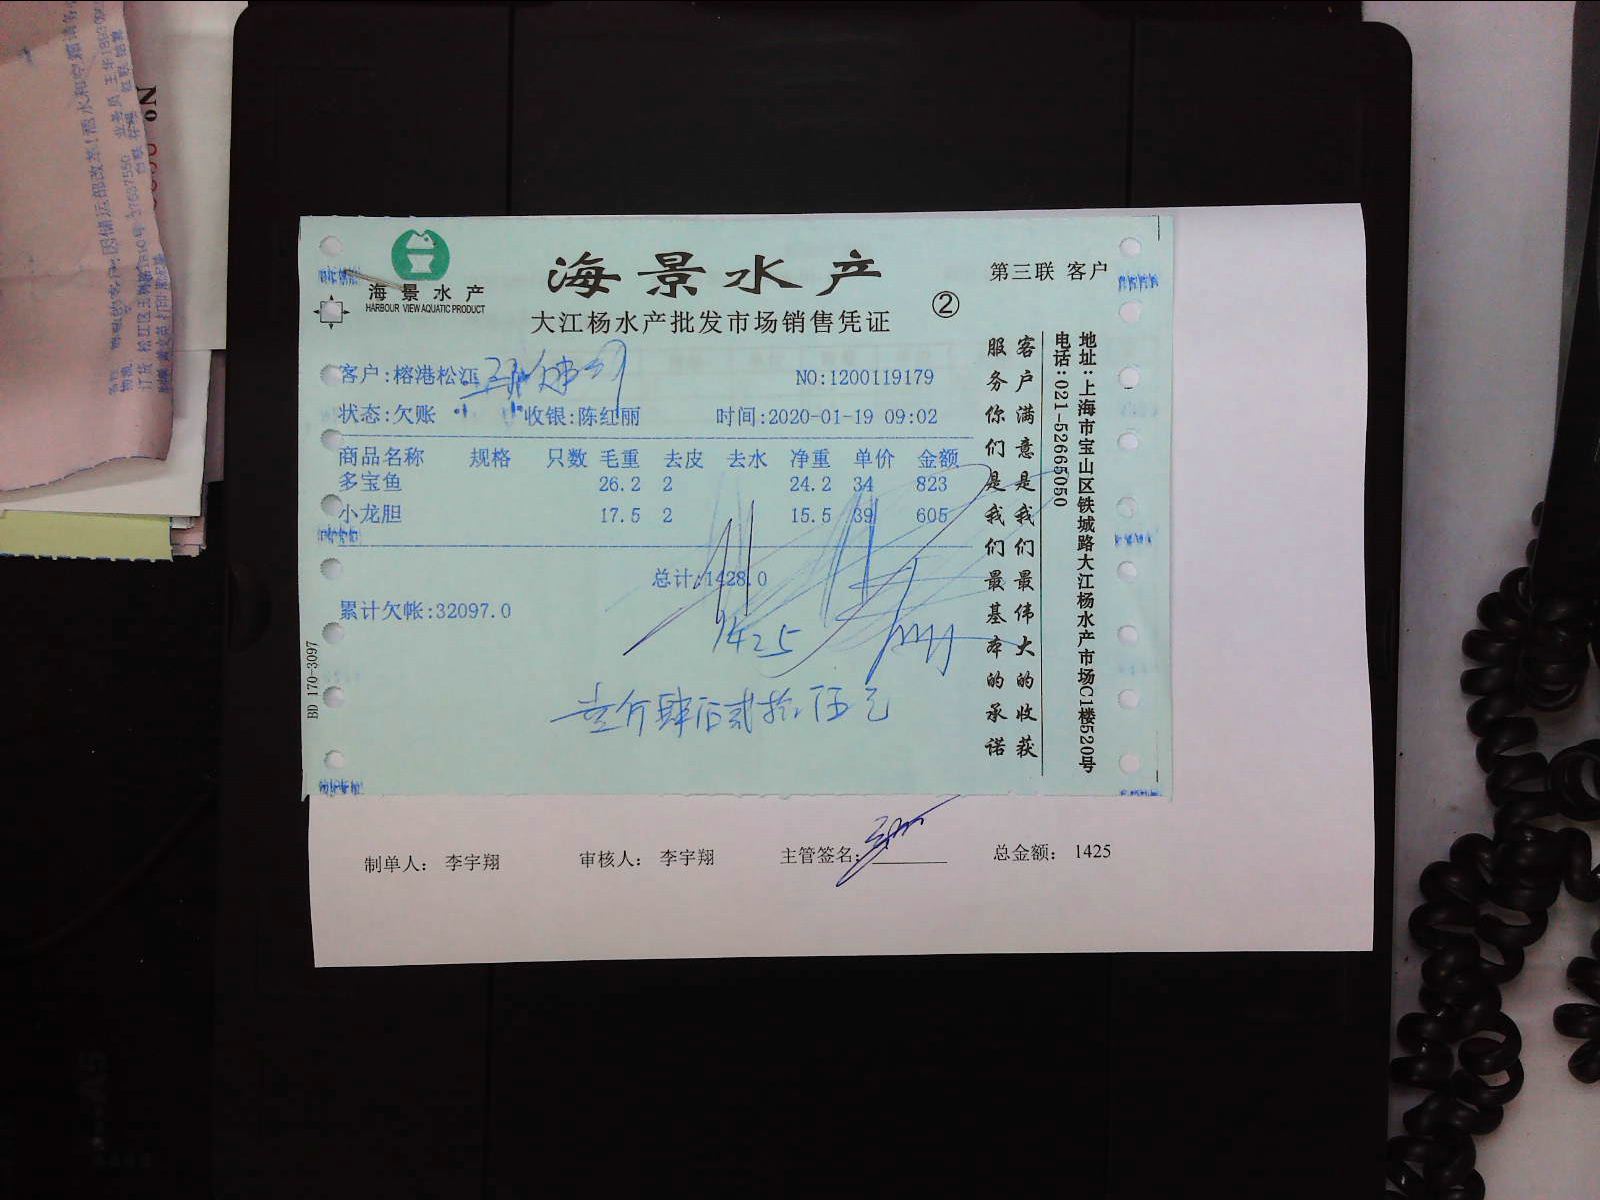 海景水产
HARBOUR VIEW AQUATIC PRODUCT
海景水产
大江杨水产批发市场销售凭证
②
第三联 客户
客户:榕港松江
NO:1200119179
状态:欠账 收银:陈红丽 时间:2020-01-19 09:02
商品名称 规格 只数 毛重 去皮 去水 净重 单价 金额
多宝鱼 26.2 2 24.2 34 823
小龙胆 17.5 2 15.5 39 605
总计:1428.0
累计欠帐:32097.0
1425
壹仟肆佰贰拾伍元
客户满意是我们最伟大的收获
服务你们是我们最基本的承诺
地址:上海市宝山区铁城路大江杨水产市场C1楼520号
电话:021-52665050
BD 170-3097
制单人: 李宇翔 审核人: 李宇翔 主管签名: 总金额: 1425
No